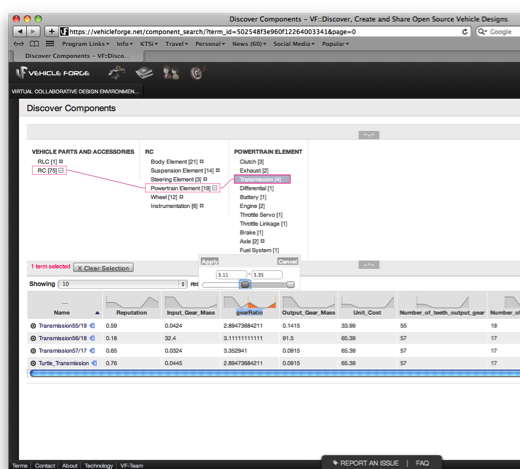 Discover Components – VF::Discover, Create and Share Open Source Vehicle Designs
https://vehicleforge.net/component_search/?term_id=502548f3e960f12264003341&page=0
Google
Program Links Info KTSi Travel Personal News (60) Social Media Popular
Discover Components – VF::Disco...
VEHICLE FORGE
VIRTUAL COLLABORATIVE DESIGN ENVIRONMEN...
Discover Components
VEHICLE PARTS AND ACCESSORIES RC POWERTRAIN ELEMENT
RLC [1] Body Element [21] Clutch [3]
RC [75] Suspension Element [14] Exhaust [2]
Steering Element [3] Transmission [4]
Powertrain Element [19] Differential [1]
Wheel [12] Battery [1]
Instrumentation [6] Engine [2]
Throttle Servo [1]
Throttle Linkage [1]
Brake [1]
Axle [2]
Fuel System [1]
Apply Cancel
1 term selected X Clear Selection
3.11 - 3.35
Showing 10 res
Name Reputation Input_Gear_Mass gearRatio Output_Gear_Mass Unit_Cost Number_of_teeth_output_gear Number_o
Transmission55/19 0.59 0.0424 2.89473684211 0.1415 33.99 55 19
Transmission56/18 0.18 32.4 3.11111111111 91.5 65.39 57 17
Transmission57/17 0.65 0.0324 3.352941 0.0916 65.39 57 17
Turtle_Transmission 0.76 0.0445 2.89473684211 0.0916 65.39 57 17
REPORT AN ISSUE | FAQ
Terms | Contact | About | Technology | VF-Team